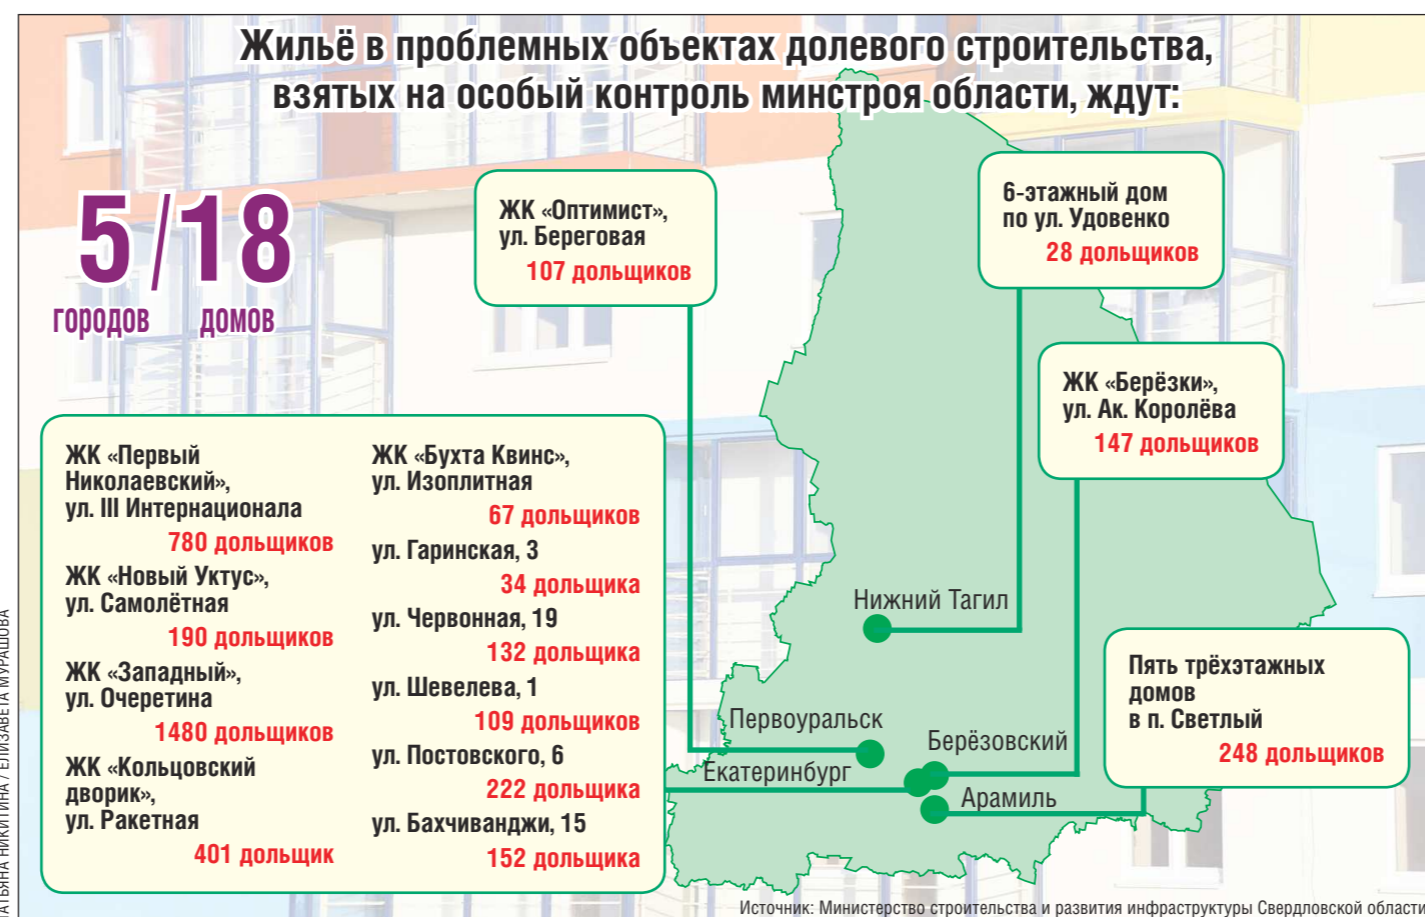 Жильё в проблемных объектах долевого строительства,
взятых на особый контроль минстроя области, ждут:
5/18
городов домов
ЖК «Оптимист»,
ул. Береговая
107 дольщиков
6-этажный дом
по ул. Удовенко
28 дольщиков
ЖК «Берёзки»,
ул. Ак. Королёва
147 дольщиков
ЖК «Первый
Николаевский»,
ул. III Интернационала
780 дольщиков
ЖК «Новый Уктус»,
ул. Самолётная
190 дольщиков
ЖК «Западный»,
ул. Очеретина
1480 дольщиков
ЖК «Кольцовский
дворик»,
ул. Ракетная
401 дольщик
ЖК «Бухта Квинс»,
ул. Изоплитная
67 дольщиков
ул. Гаринская, 3
34 дольщика
ул. Червонная, 19
132 дольщика
ул. Шевелева, 1
109 дольщиков
ул. Постовского, 6
222 дольщика
ул. Бахчиванджи, 15
152 дольщика
Нижний Тагил
Первоуральск
Берёзовский
Екатеринбург
Арамиль
Пять трёхэтажных
домов
в п. Светлый
248 дольщиков
АТЬЯНА НИКИТИНА / ЕЛИЗАВЕТА МУРАШОВА
Источник: Министерство строительства и развития инфраструктуры Свердловской области